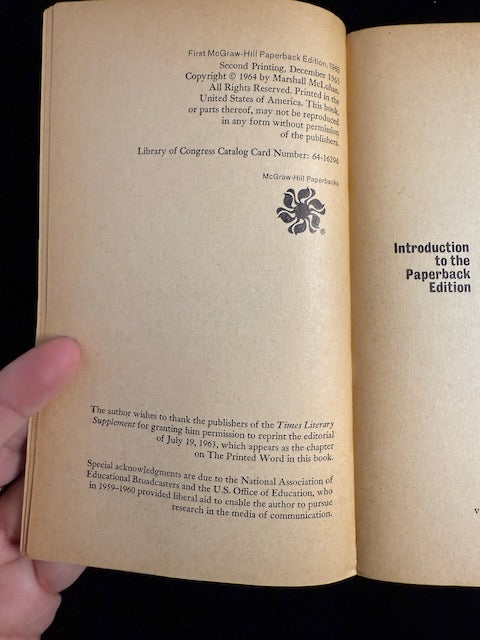 First McGraw-Hill Paperback Edition, 1965
Second Printing, December 1965
Copyright © 1964 by Marshall McLuhan.
All Rights Reserved. Printed in the
United States of America. This book,
or parts thereof, may not be reproduced
in any form without permission
of the publishers.
Library of Congress Catalog Card Number: 64-16296
McGraw-Hill Paperbacks
®
The author wishes to thank the publishers of the Times Literary
Supplement for granting him permission to reprint the editorial
of July 19, 1963, which appears as the chapter
on The Printed Word in this book.
Special acknowledgments are due to the National Association of
Educational Broadcasters and the U.S. Office of Education, who
in 1959–1960 provided liberal aid to enable the author to pursue
research in the media of communication.
Introduction
to the
Paperback
Edition
v